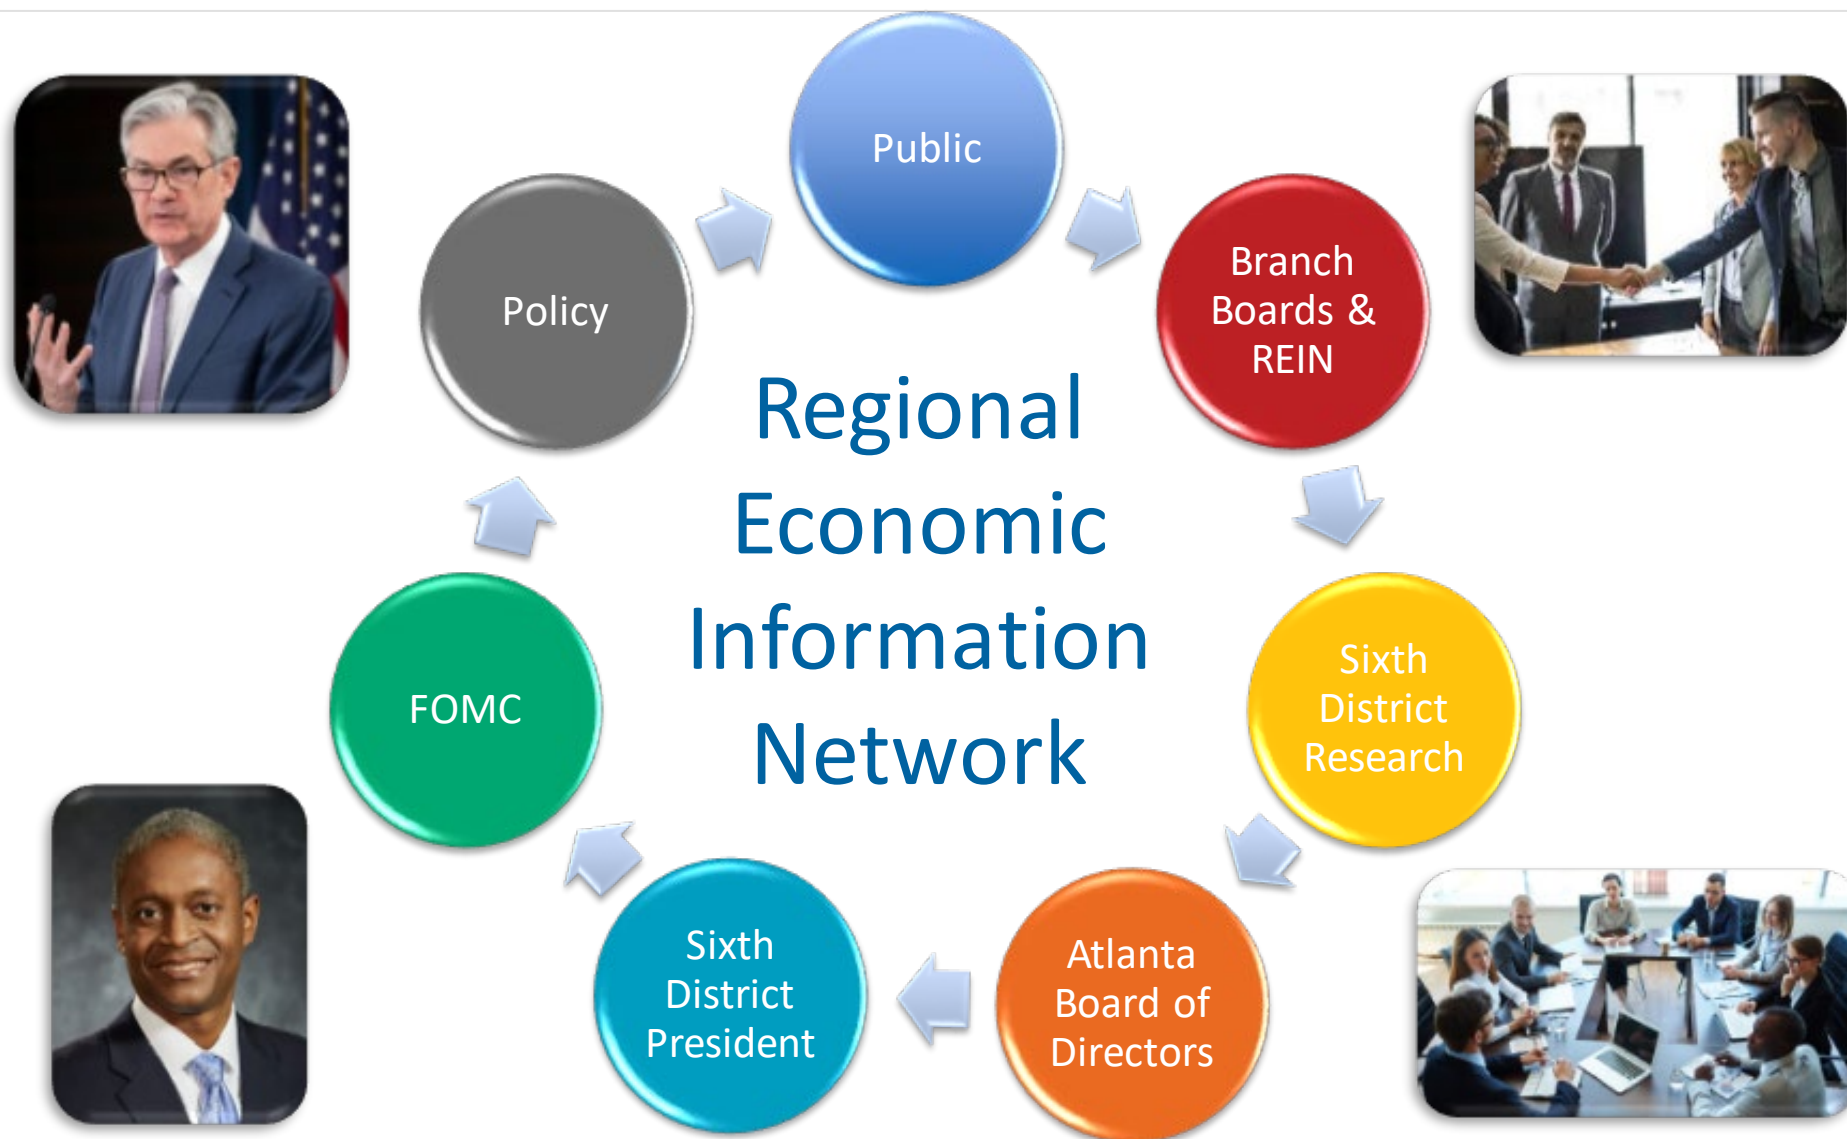 Public
Branch
Boards &
REIN
Sixth
District
Research
Atlanta
Board of
Directors
Sixth
District
President
FOMC
Policy
Regional
Economic
Information
Network